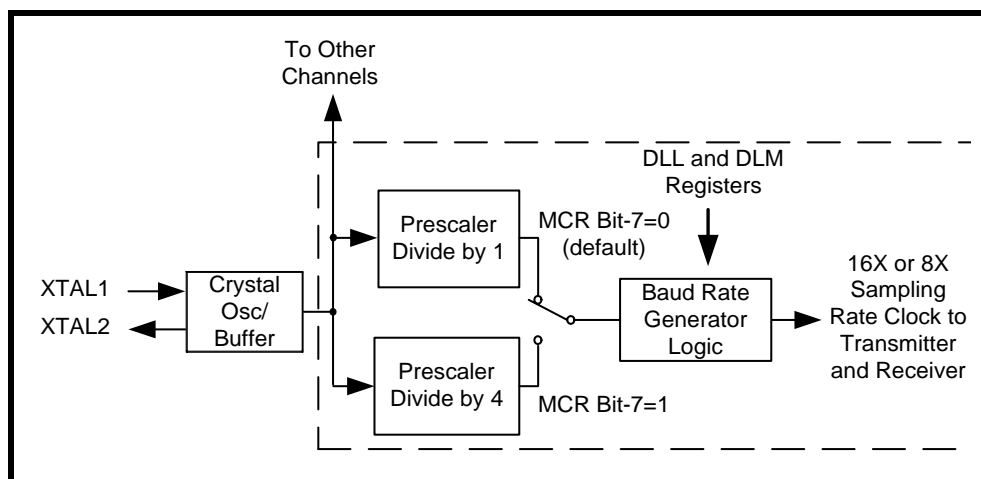 To Other
Channels
DLL and DLM
Registers
Prescaler
Divide by 1
MCR Bit-7=0
(default)
XTAL1
XTAL2
Crystal
Osc/
Buffer
Baud Rate
Generator
Logic
16X or 8X
Sampling
Rate Clock to
Transmitter
and Receiver
Prescaler
Divide by 4
MCR Bit-7=1